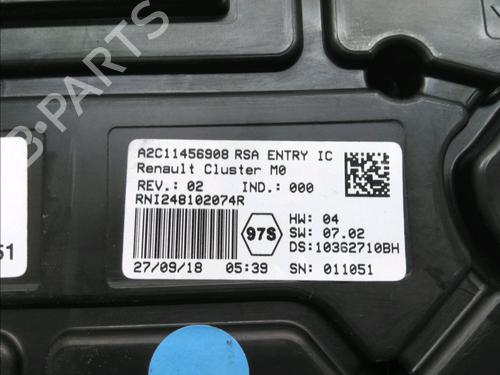 B-PARTS
A2C11456908 RSA ENTRY IC
Renault Cluster M0
REV.: 02 IND.: 000
RNI248102074R
97S
HW: 04
SW: 07.02
DS:10362710BH
27/09/18 05:39 SN: 011051
51